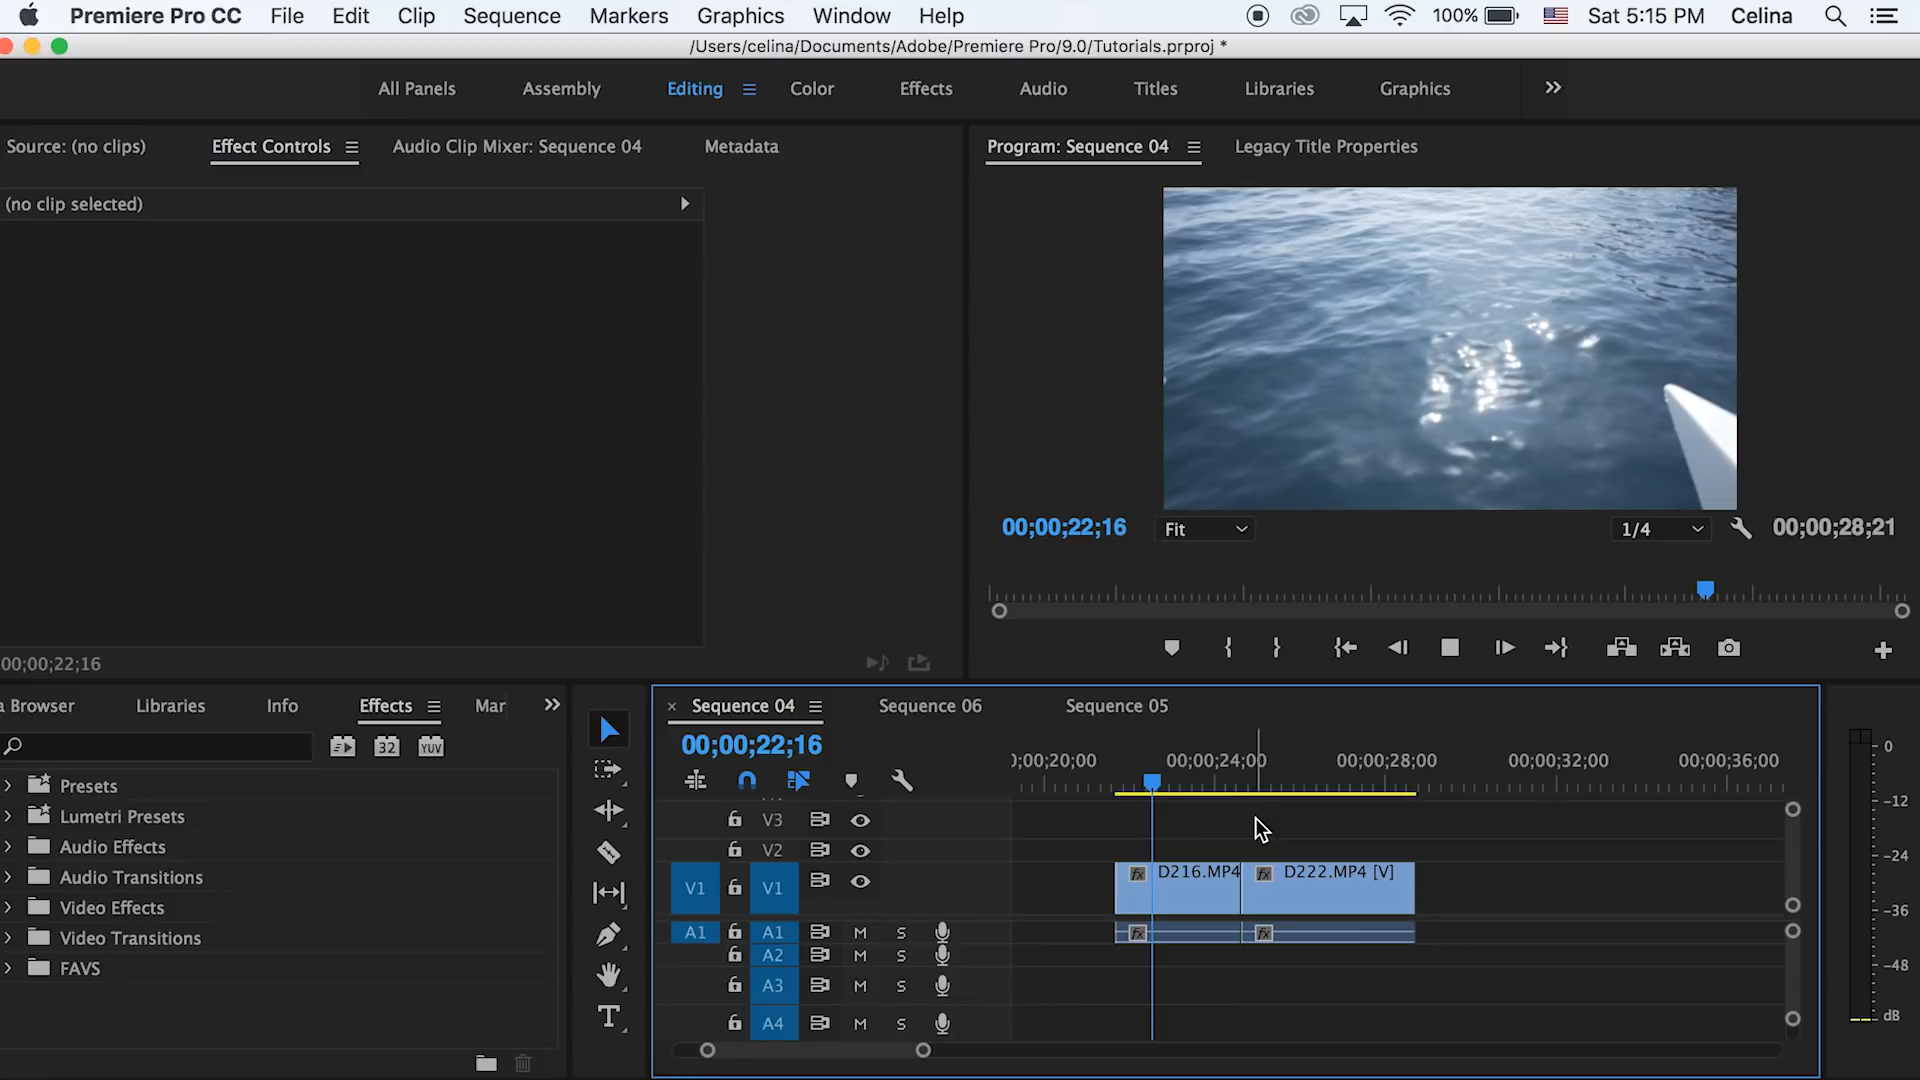 Premiere Pro CC File Edit Clip Sequence Markers Graphics Window Help 100% Sat 5:15 PM Celina
/Users/celina/Documents/Adobe/Premiere Pro/9.0/Tutorials.prproj *
All Panels Assembly Editing Color Effects Audio Titles Libraries Graphics
Source: (no clips) Effect Controls Audio Clip Mixer: Sequence 04 Metadata
Program: Sequence 04 Legacy Title Properties
(no clip selected)
00;00;22;16 Fit 1/4 00;00;28;21
00;00;22;16
a Browser Libraries Info Effects Mar
Sequence 04 Sequence 06 Sequence 05
32 YUV
00;00;22;16
);00;20;00 00;00;24;00 00;00;28;00 00;00;32;00 00;00;36;00
Presets
Lumetri Presets
Audio Effects
Audio Transitions
Video Effects
Video Transitions
FAVS
V3
V2
V1 V1 fx D216.MP4 fx D222.MP4 [V]
A1 A1 M S fx fx
A2 M S
A3 M S
A4 M S
0
-12
-24
-36
-48
dB